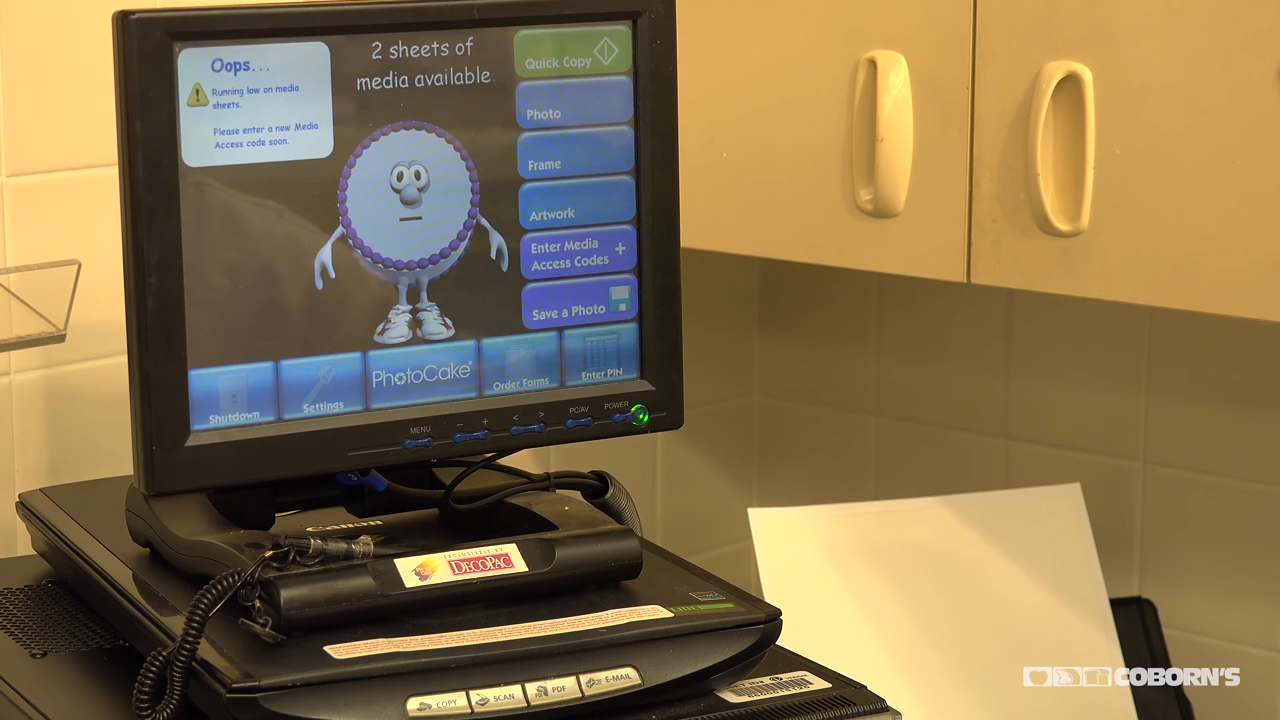 Oops...
Running low on media
sheets.
Please enter a new Media
Access code soon.
2 sheets of
media available
Quick Copy
Photo
Frame
Artwork
Enter Media
Access Codes +
Save a Photo
Shutdown
Settings
PHOTOCAKE®
Order Forms
Enter PIN
MENU
− +
< >
PC/AV
POWER
Canon
EXCLUSIVELY BY
DECOPAC
COPY
SCAN
PDF
E-MAIL
COBORN'S